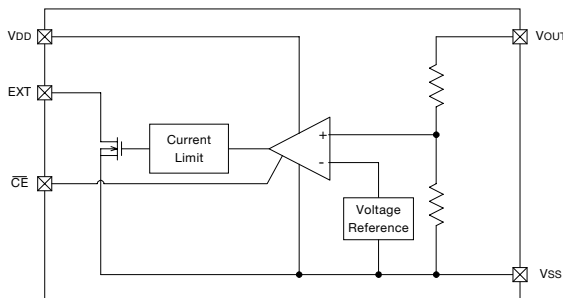 VDD
VOUT
EXT
Current
Limit
+
-
CE
Voltage
Reference
VSS